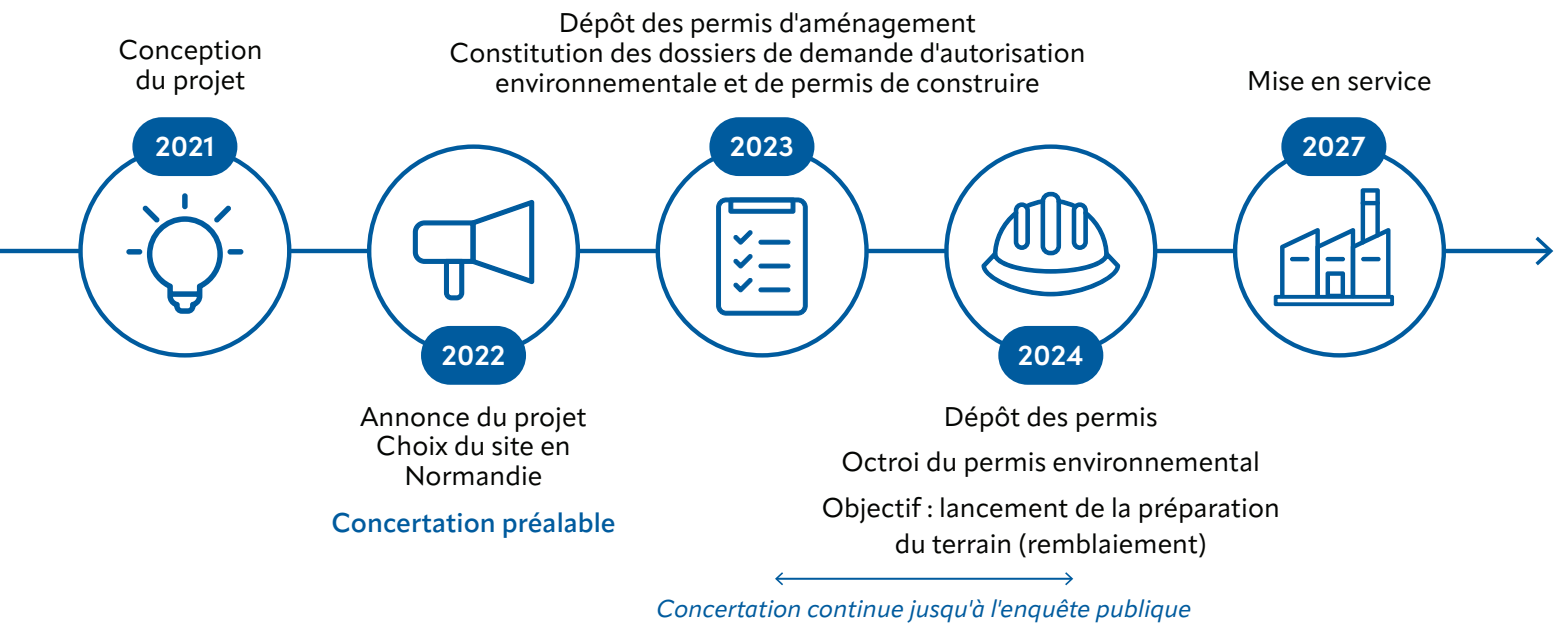 Conception
du projet
2021
2022
Annonce du projet
Choix du site en
Normandie
Concertation préalable
Dépôt des permis d'aménagement
Constitution des dossiers de demande d'autorisation
environnementale et de permis de construire
2023
2024
Dépôt des permis
Octroi du permis environnemental
Objectif : lancement de la préparation
du terrain (remblaiement)
Concertation continue jusqu'à l'enquête publique
Mise en service
2027